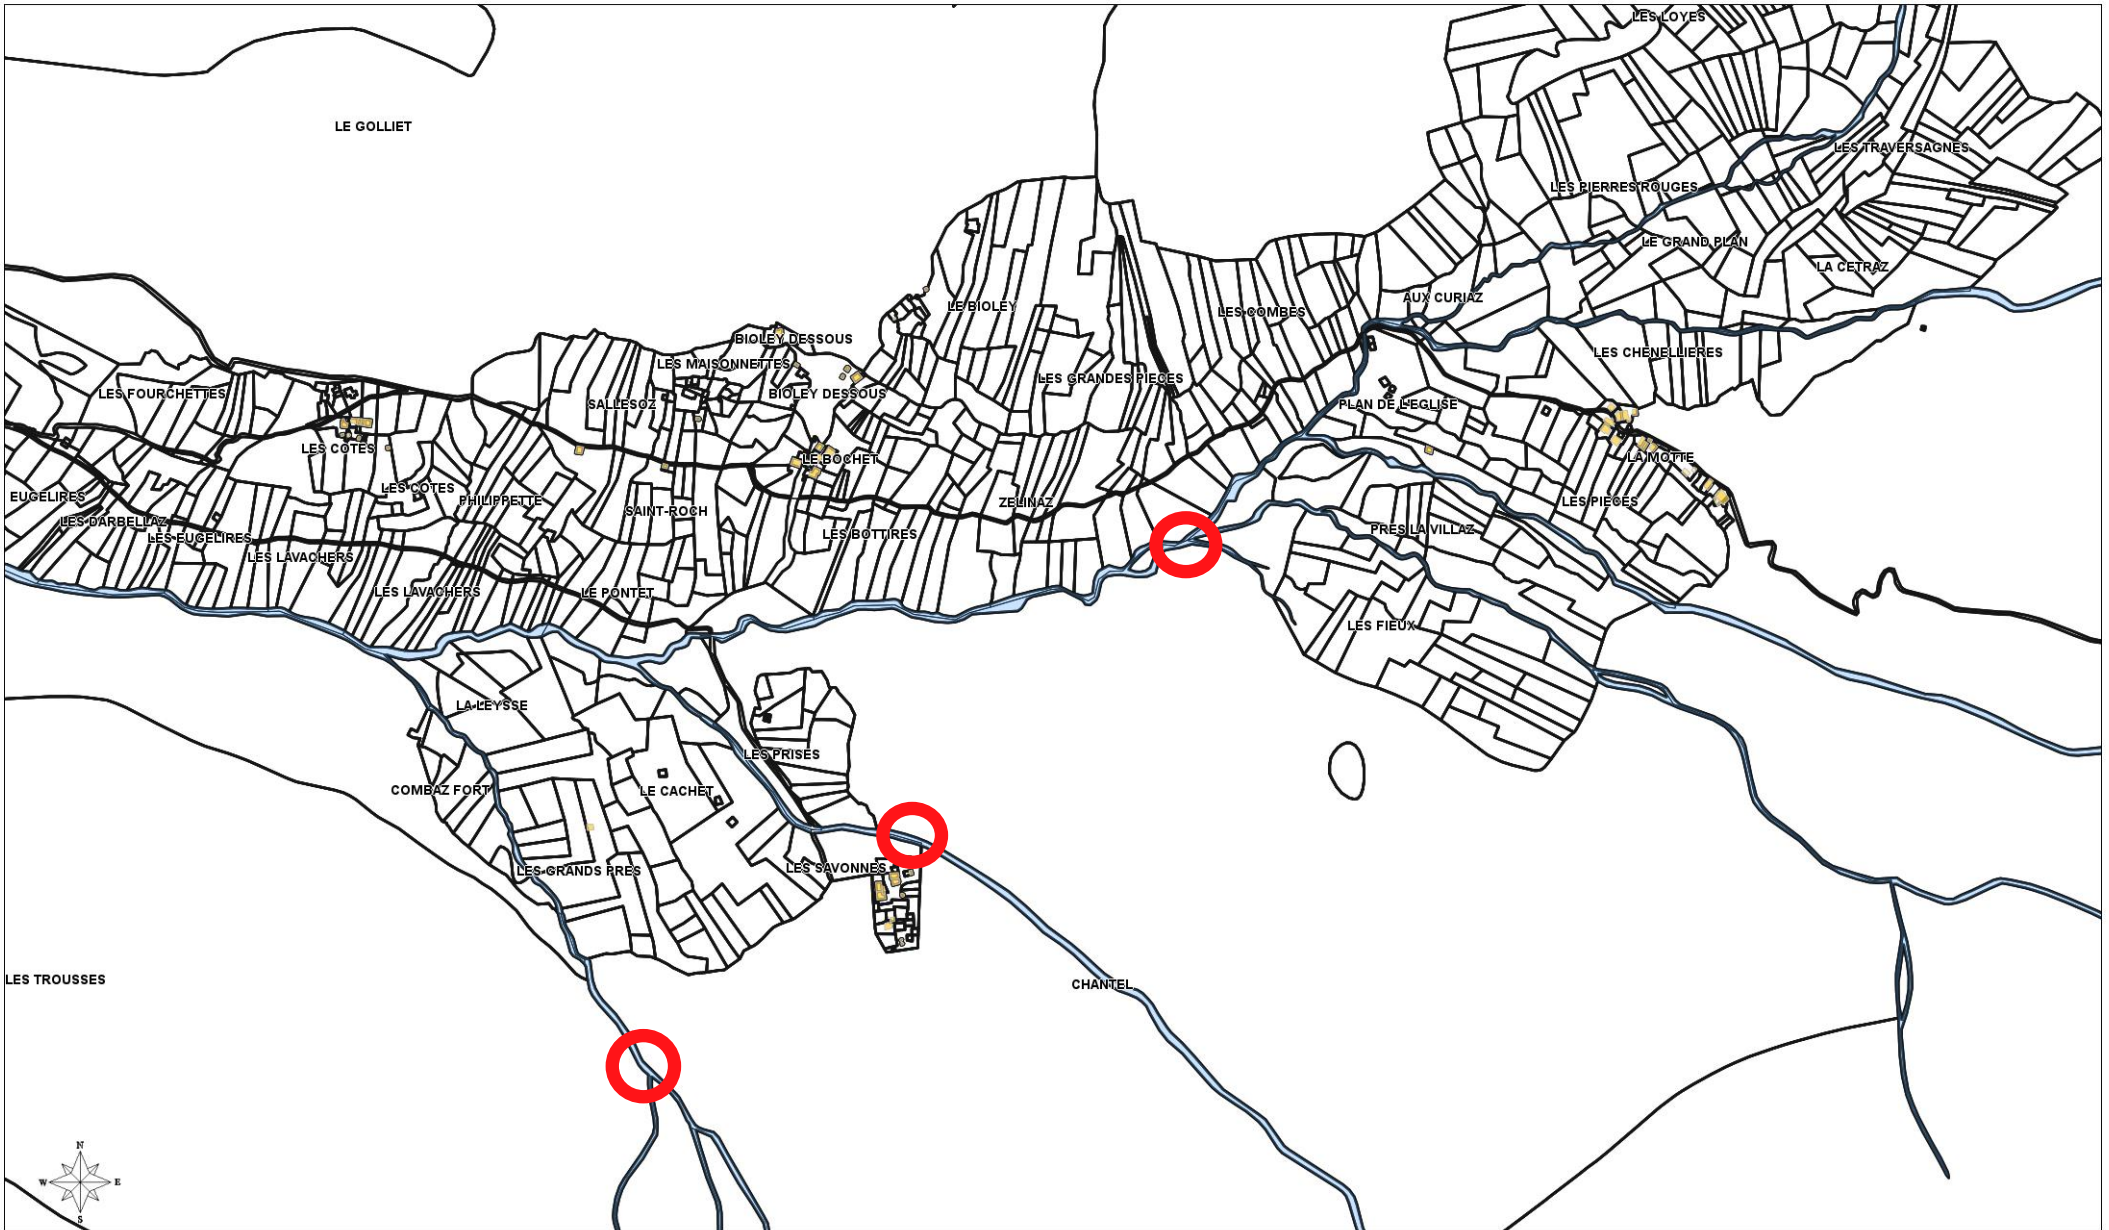 LES LOYES
LE GOLLIET
LES TRAVERSAGNES
LES PIERRES ROUGES
LE GRAND PLAN
LA CETRAZ
AUX CURIAZ
LE BIOLEY
LES COMBES
BIOLEY DESSOUS
LES CHENELLIERES
LES MAISONNETTES
LES GRANDES PIECES
LES FOURCHETTES
BIOLEY DESSOUS
SALLESOZ
PLAN DE L'EGLISE
LES COTES
LE BOCHET
LA MOTTE
LES COTES
EUGELIRES
PHILIPPETTE
ZELINAZ
LES PIECES
SAINT-ROCH
LES DARBELLAZ
PRES LA VILLAZ
LES EUGELIRES
LES BOTTIRES
LES LAVACHERS
LES LAVACHERS
LE PONTET
LES FIEUX
LA LEYSSE
LES PRISES
COMBAZ FORT
LE CACHET
LES GRANDS PRES
LES SAVONNES
LES TROUSSES
CHANTEL
N
W
E
S